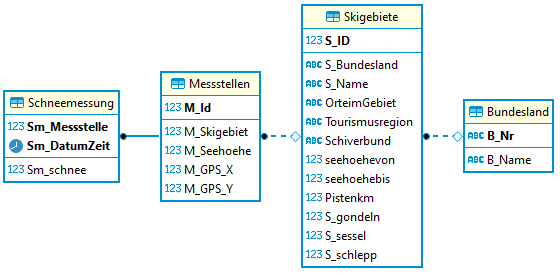 Schneemessung
123 Sm_Messstelle
Sm_DatumZeit
123 Sm_schnee
Messstellen
123 M_Id
123 M_Skigebiet
123 M_Seehoehe
123 M_GPS_X
123 M_GPS_Y
Skigebiete
123 S_ID
ABC S_Bundesland
ABC S_Name
ABC OrteimGebiet
ABC Tourismusregion
ABC Schiverbund
123 seehoehevon
123 seehoehebis
123 Pistenkm
123 S_gondeln
123 S_sessel
123 S_schlepp
Bundesland
ABC B_Nr
ABC B_Name